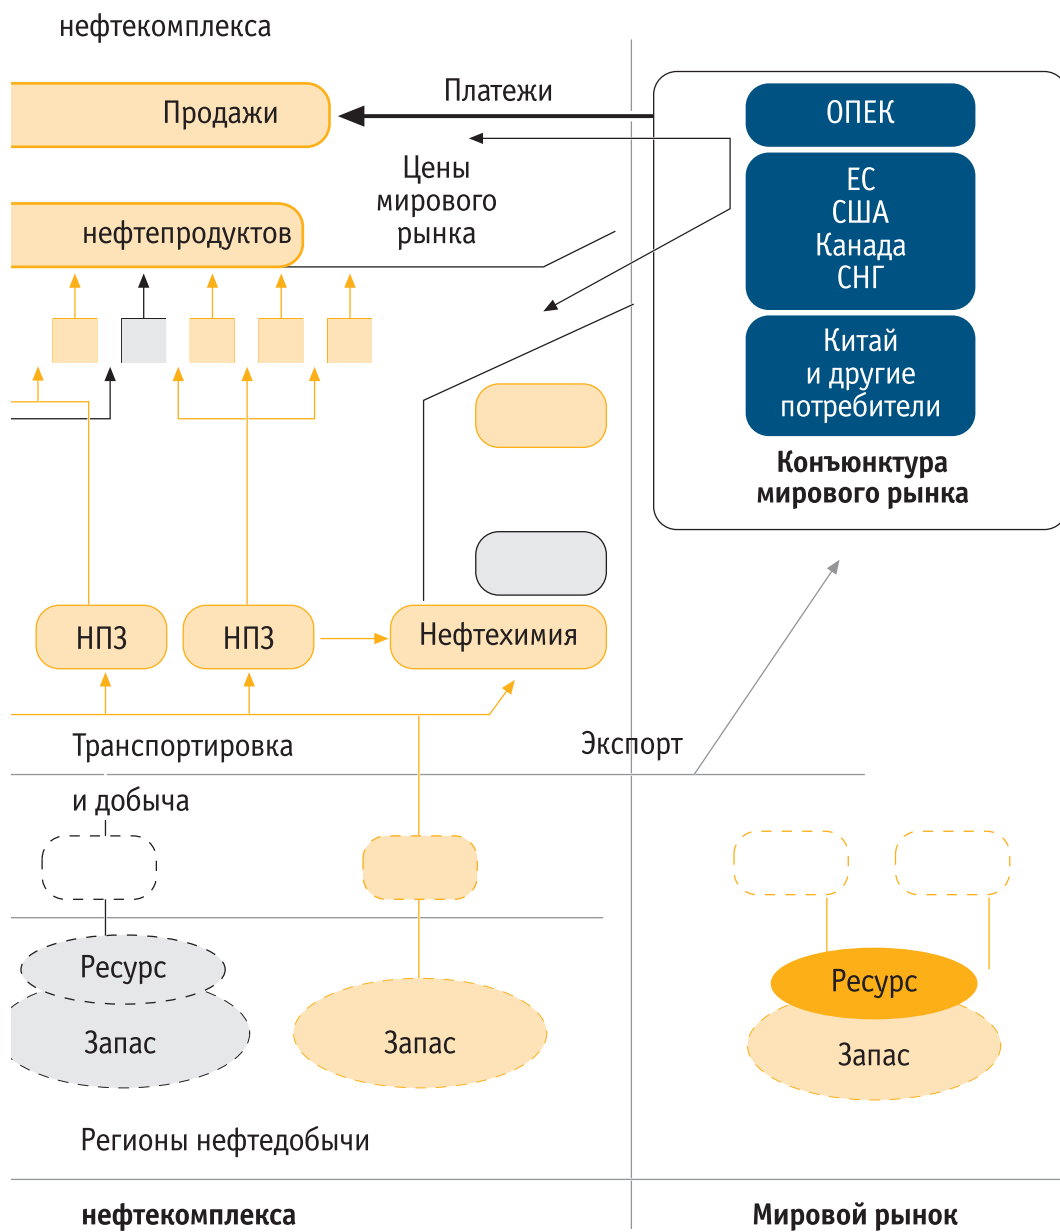 нефтекомплекса
Платежи
Продажи
ОПЕК
Цены
мирового
рынка
ЕС
США
Канада
СНГ
нефтепродуктов
Китай
и другие
потребители
Конъюнктура
мирового рынка
НПЗ
НПЗ
Нефтехимия
Транспортировка
Экспорт
и добыча
Ресурс
Запас
Запас
Ресурс
Запас
Регионы нефтедобычи
нефтекомплекса
Мировой рынок